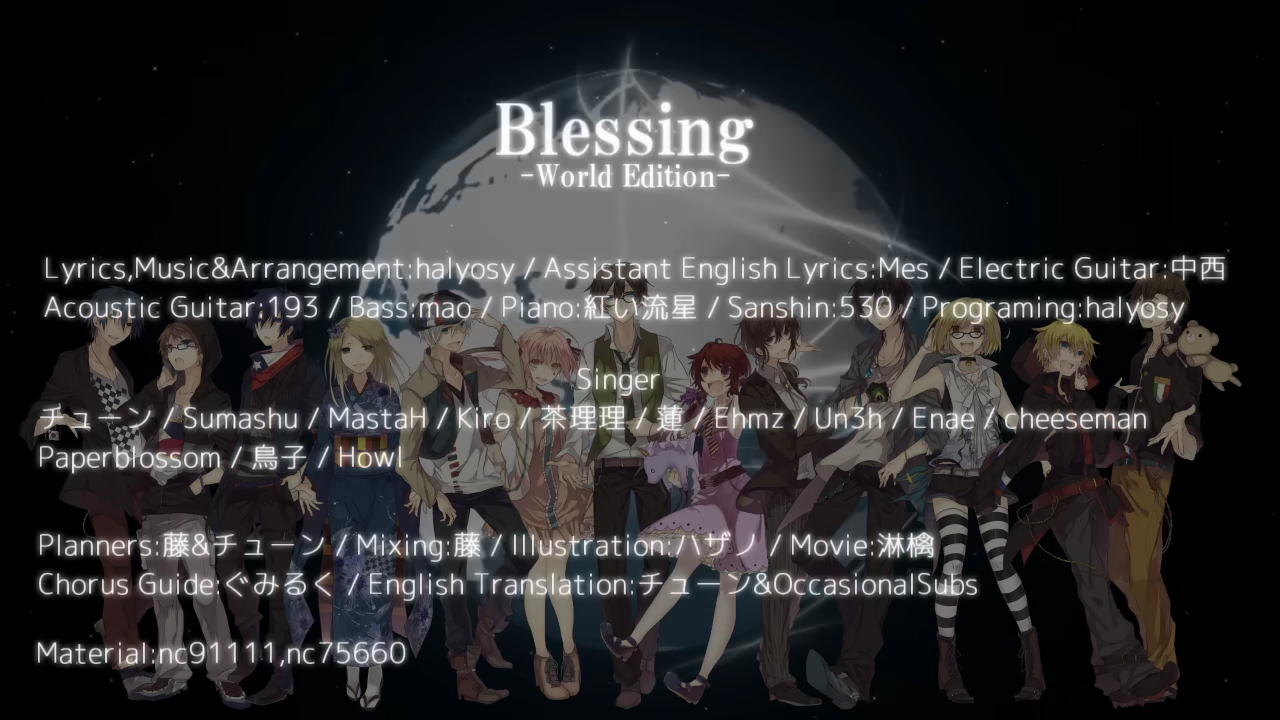 Blessing
-World Edition-
Lyrics,Music&Arrangement:halyosy / Assistant English Lyrics:Mes / Electric Guitar:中西
Acoustic Guitar:193 / Bass:mao / Piano:紅い流星 / Sanshin:530 / Programing:halyosy
Singer
チューン / Sumashu / MastaH / Kiro / 茶理理 / 蓮 / Ehmz / Un3h / Enae / cheeseman
Paperblossom / 鳥子 / Howl
Planners:藤&チューン / Mixing:藤 / Illustration:ハザノ / Movie:淋檎
Chorus Guide:ぐみるく / English Translation:チューン&OccasionalSubs
Material:nc91111,nc75660